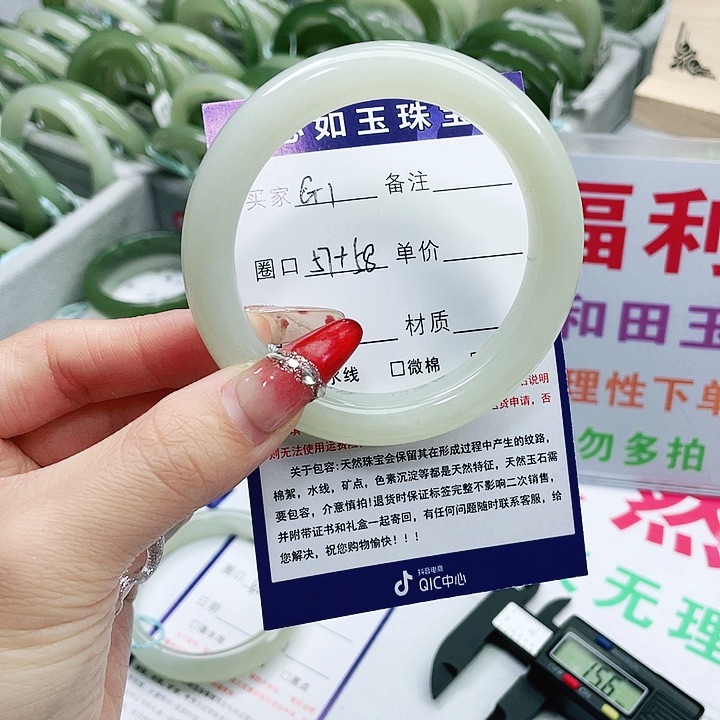 如玉珠宝
买家 G1 备注
圈口 57+58 单价
材质
水线 □微棉
说明
货申请，否
则无法使用运费险
关于包容:天然珠宝会保留其在形成过程中产生的纹路，
棉絮，水线，矿点，色素沉淀等都是天然特征，天然玉石需
要包容，介意慎拍!退货时保证标签完整不影响二次销售，
并附带证书和礼盒一起寄回，有任何问题随时联系客服，给
您解决，祝您购物愉快！！！
抖音电商
QIC中心
福利
和田玉
理性下单
勿多拍
然
无理
圈口
日期
15.6